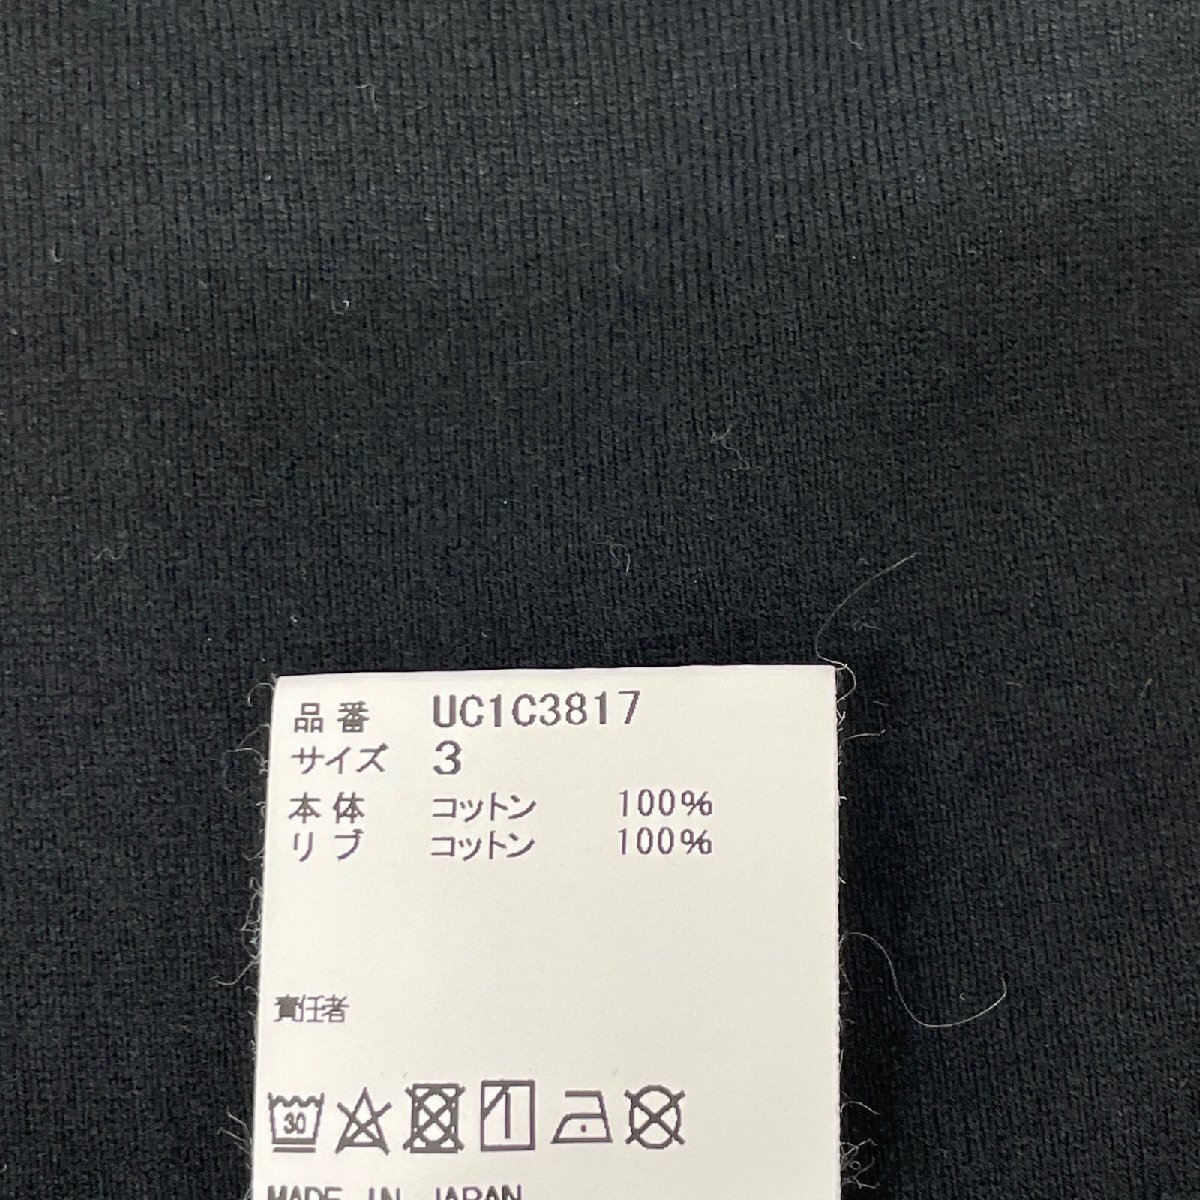 品番 UC1C3817
サイズ 3
本体 コットン 100%
リブ コットン 100%
責任者
30
MADE IN JAPAN